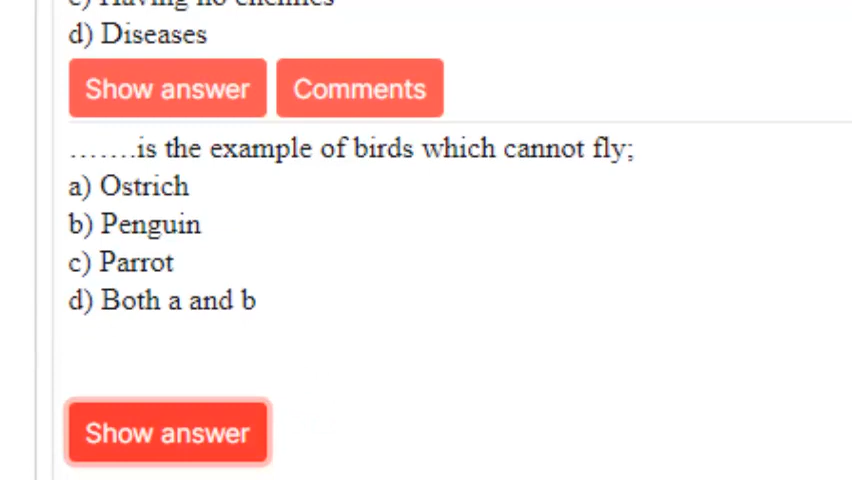 c) Having no enemies
d) Diseases
Show answer Comments
.......is the example of birds which cannot fly;
a) Ostrich
b) Penguin
c) Parrot
d) Both a and b
Show answer